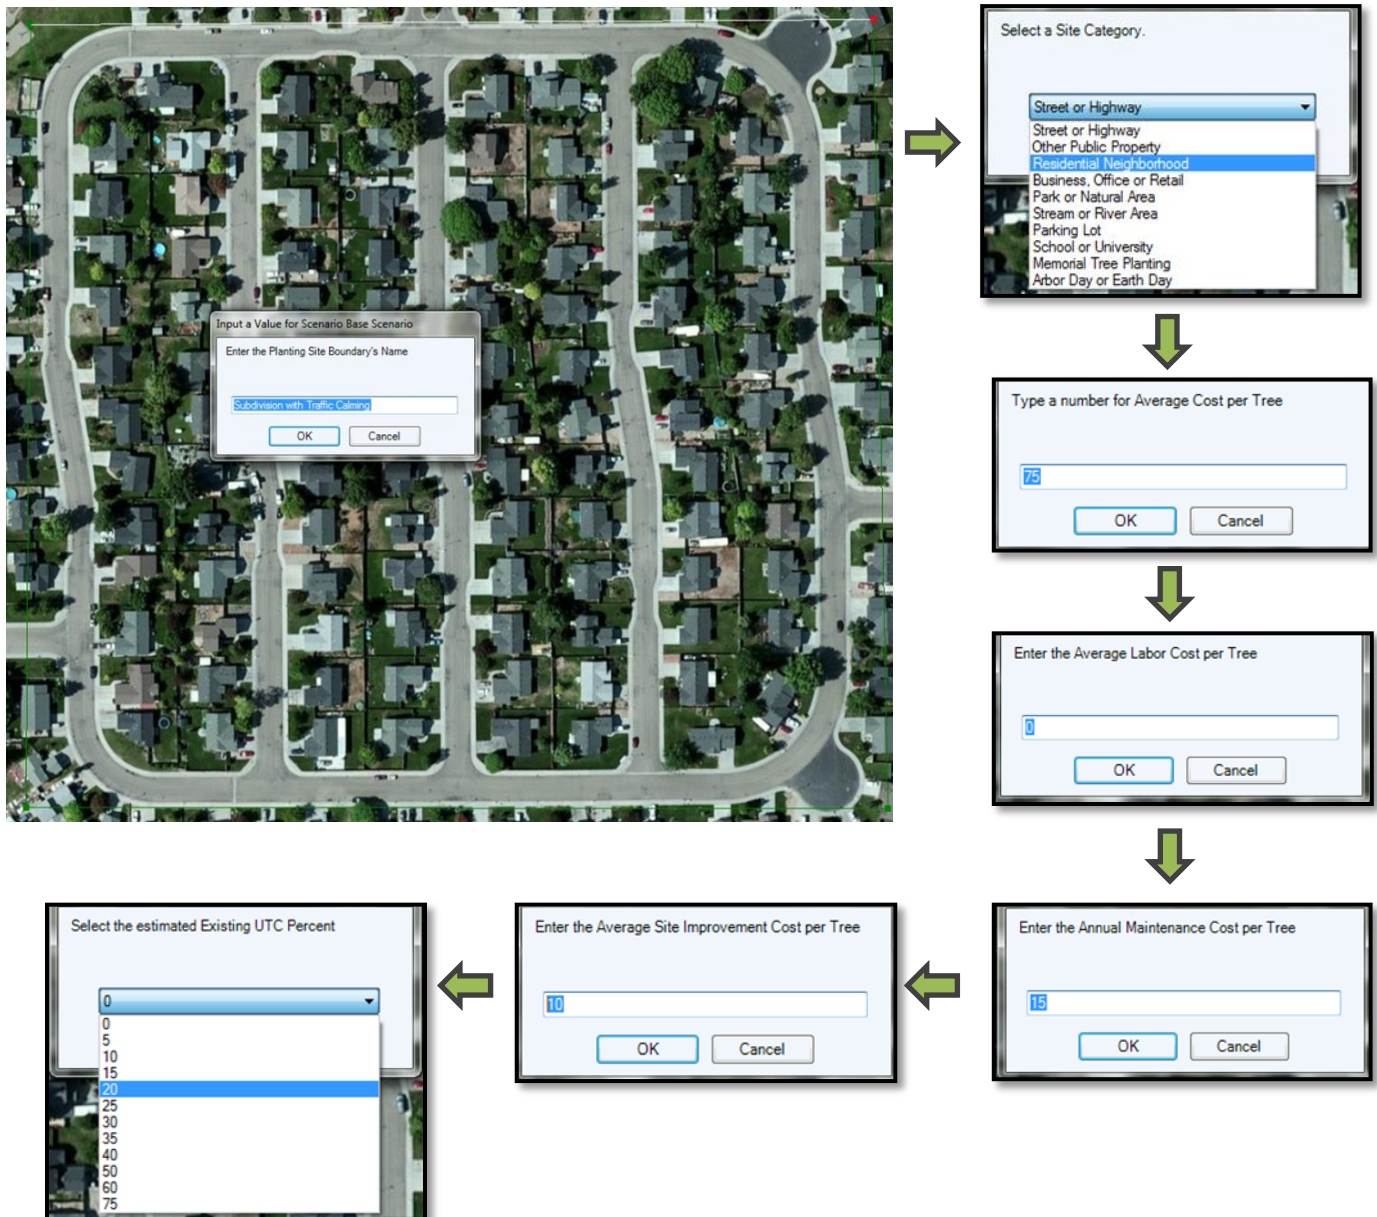 Input a Value for Scenario Base Scenario
Enter the Planting Site Boundary's Name
Subdivision with Traffic Calming
OK Cancel
Select a Site Category.
Street or Highway
Street or Highway
Other Public Property
Residential Neighborhood
Business, Office or Retail
Park or Natural Area
Stream or River Area
Parking Lot
School or University
Memorial Tree Planting
Arbor Day or Earth Day
Type a number for Average Cost per Tree
75
OK Cancel
Enter the Average Labor Cost per Tree
0
OK Cancel
Enter the Annual Maintenance Cost per Tree
15
OK Cancel
Enter the Average Site Improvement Cost per Tree
10
OK Cancel
Select the estimated Existing UTC Percent
0
0
5
10
15
20
25
30
35
40
50
60
75